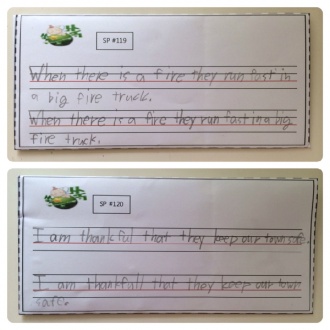 SP #119
When there is a fire they run fast in
a big fire truck.
When there is a fire they run fast in a big
fire truck.
SP #120
I am thankful that they keep our town safe.
I am thankfull that they keep our town
safe.